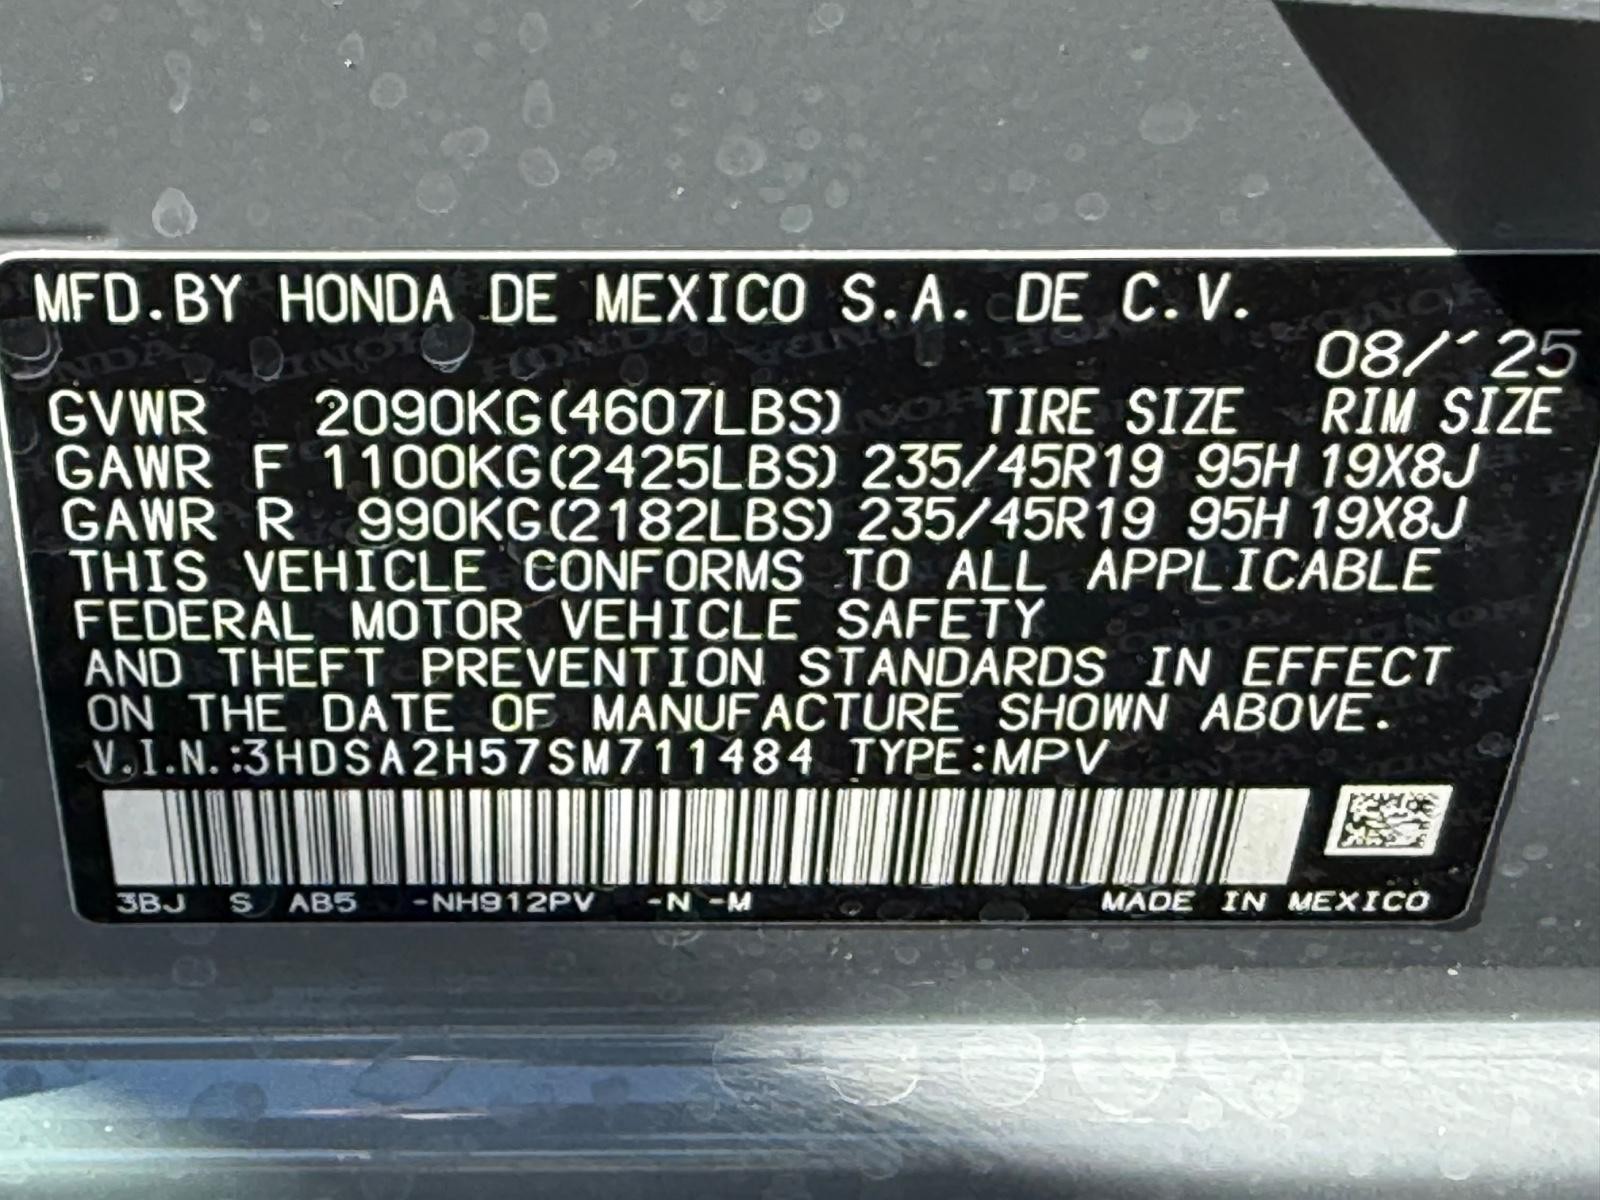 MFD.BY HONDA DE MEXICO S.A. DE C.V.
08/´25
GVWR 2090KG(4607LBS) TIRE SIZE RIM SIZE
GAWR F 1100KG(2425LBS) 235/45R19 95H 19X8J
GAWR R 990KG(2182LBS) 235/45R19 95H 19X8J
THIS VEHICLE CONFORMS TO ALL APPLICABLE
FEDERAL MOTOR VEHICLE SAFETY
AND THEFT PREVENTION STANDARDS IN EFFECT
ON THE DATE OF MANUFACTURE SHOWN ABOVE.
V.I.N.:3HDSA2H57SM711484 TYPE:MPV
3BJ S AB5 -NH912PV -N -M MADE IN MEXICO